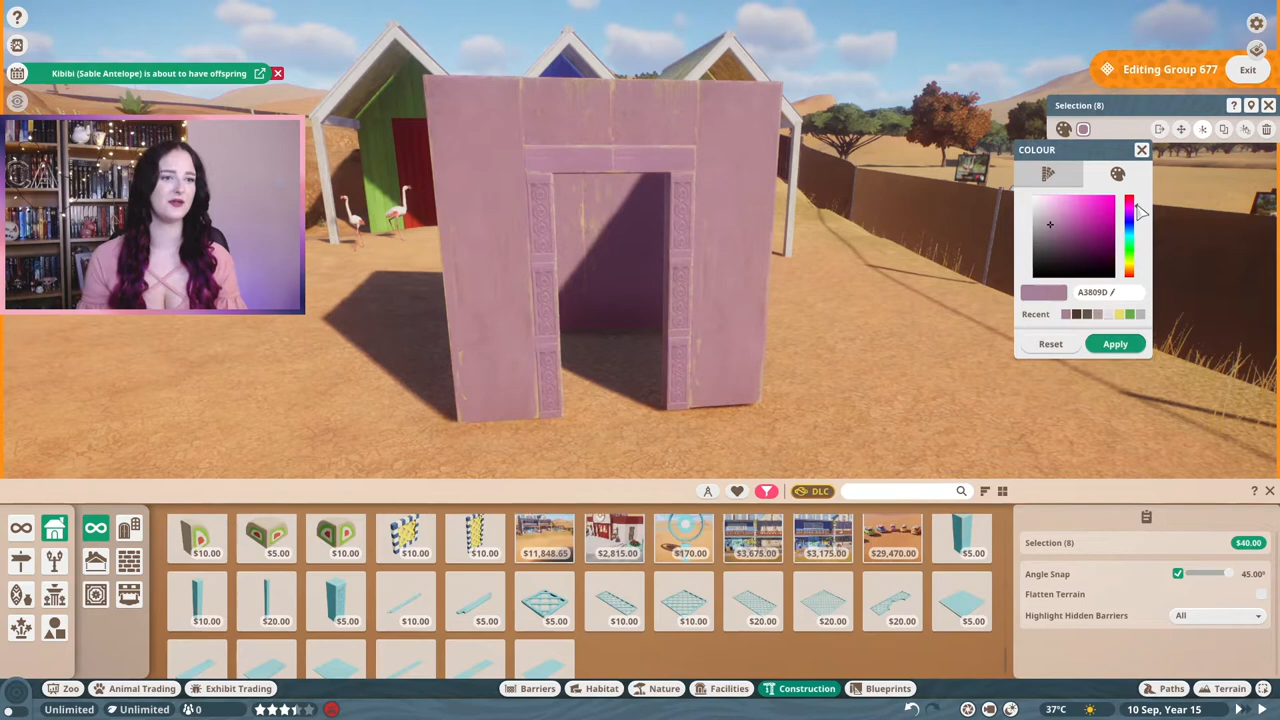 ?
Kibibi (Sable Antelope) is about to have offspring
Editing Group 677
Exit
Selection (8)
?
COLOUR
A3809D
Recent
Reset
Apply
DLC
?
$10.00
$5.00
$10.00
$10.00
$10.00
$11,848.65
$2,815.00
$170.00
$3,675.00
$3,175.00
$29,470.00
$5.00
$10.00
$20.00
$5.00
$10.00
$5.00
$5.00
$10.00
$10.00
$20.00
$20.00
$20.00
$5.00
Selection (8)
$40.00
Angle Snap
45.00°
Flatten Terrain
Highlight Hidden Barriers
All
Zoo
Animal Trading
Exhibit Trading
Barriers
Habitat
Nature
Facilities
Construction
Blueprints
Paths
Terrain
Unlimited
Unlimited
0
37°C
10 Sep, Year 15